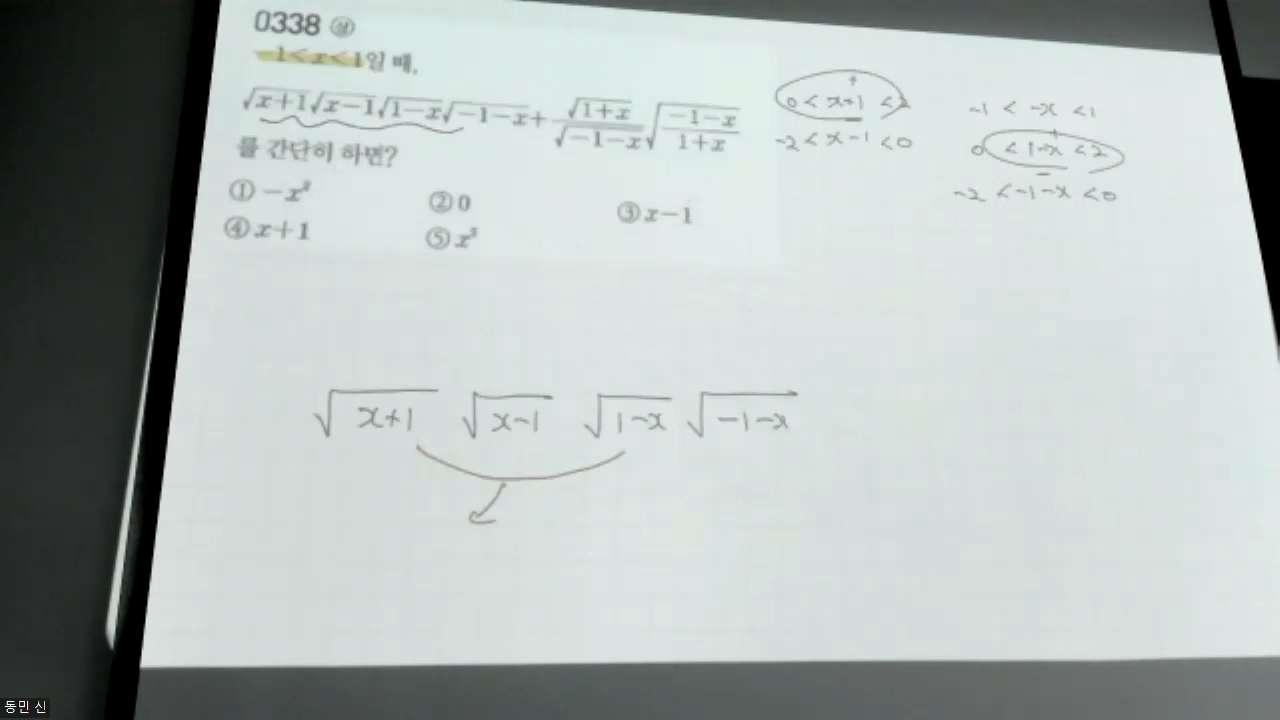 0338 ㉻
-1<x<1일 때,
√(x+1)√(x-1)√(1-x)√(-1-x)+√(1+x)/√(-1-x)√((-1-x)/(1+x))
를 간단히 하면?
① -x² ② 0 ③ x-1
④ x+1 ⑤ x²
+
0 < x+1 < 2
-2 < x-1 < 0
-1 < -x < 1
+
0 < 1-x < 2
-2 < -1-x < 0
√(x+1) √(x-1) √(1-x) √(-1-x)
동민 신